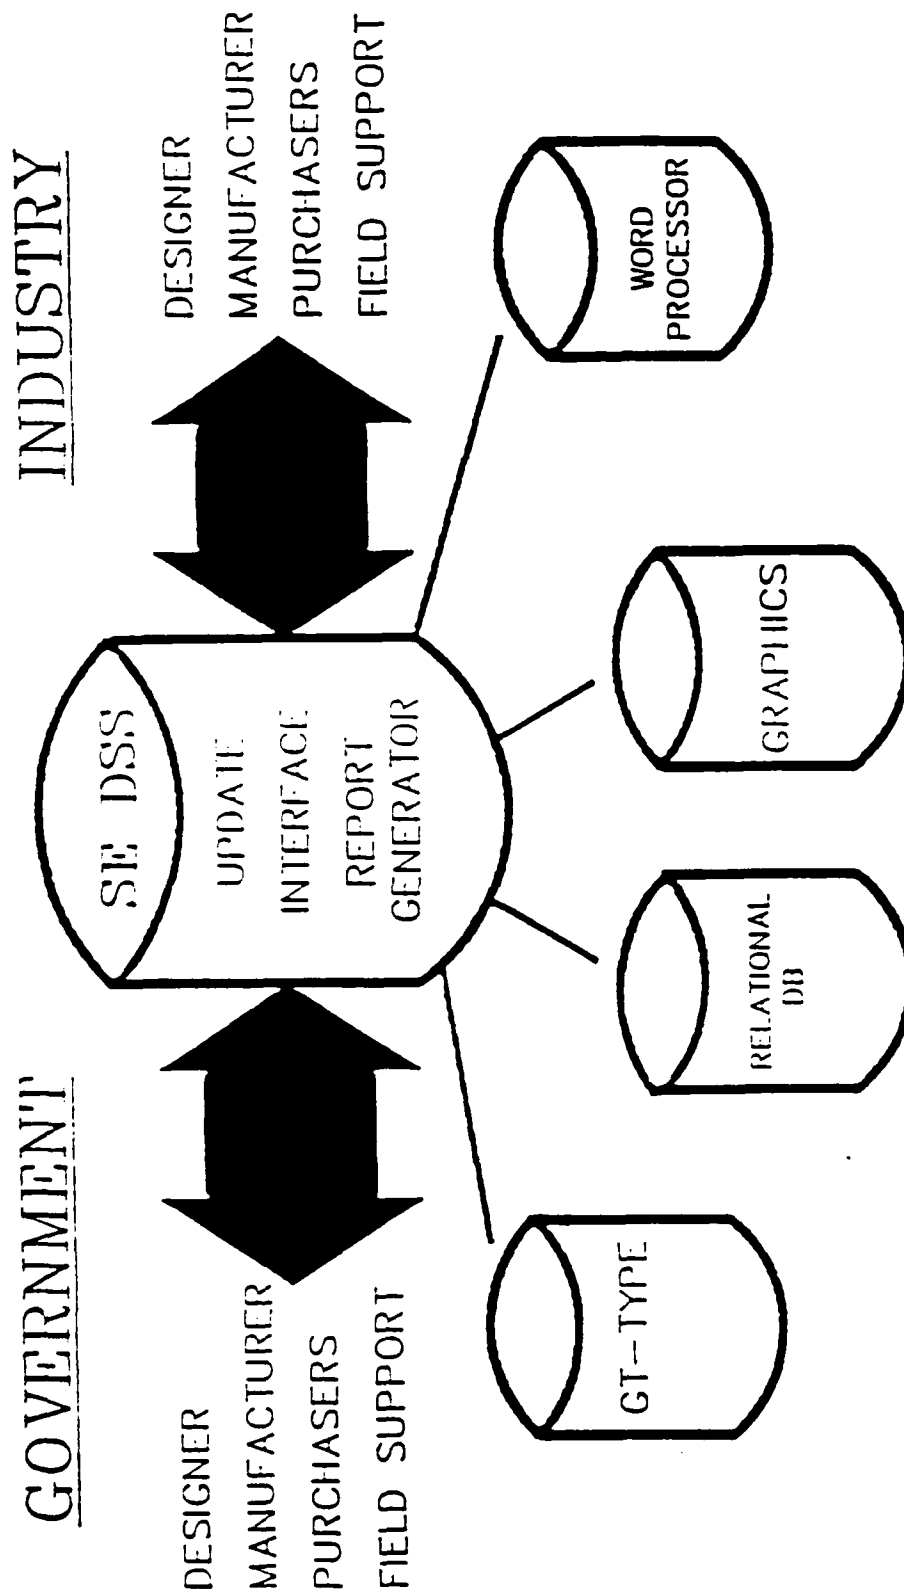 GOVERNMENT
INDUSTRY
DESIGNER
MANUFACTURER
PURCHASERS
FIELD SUPPORT
SE DSS
UPDATE
INTERFACE
REPORT
GENERATOR
DESIGNER
MANUFACTURER
PURCHASERS
FIELD SUPPORT
GT-TYPE
RELATIONAL
DB
GRAPHICS
WORD
PROCESSOR